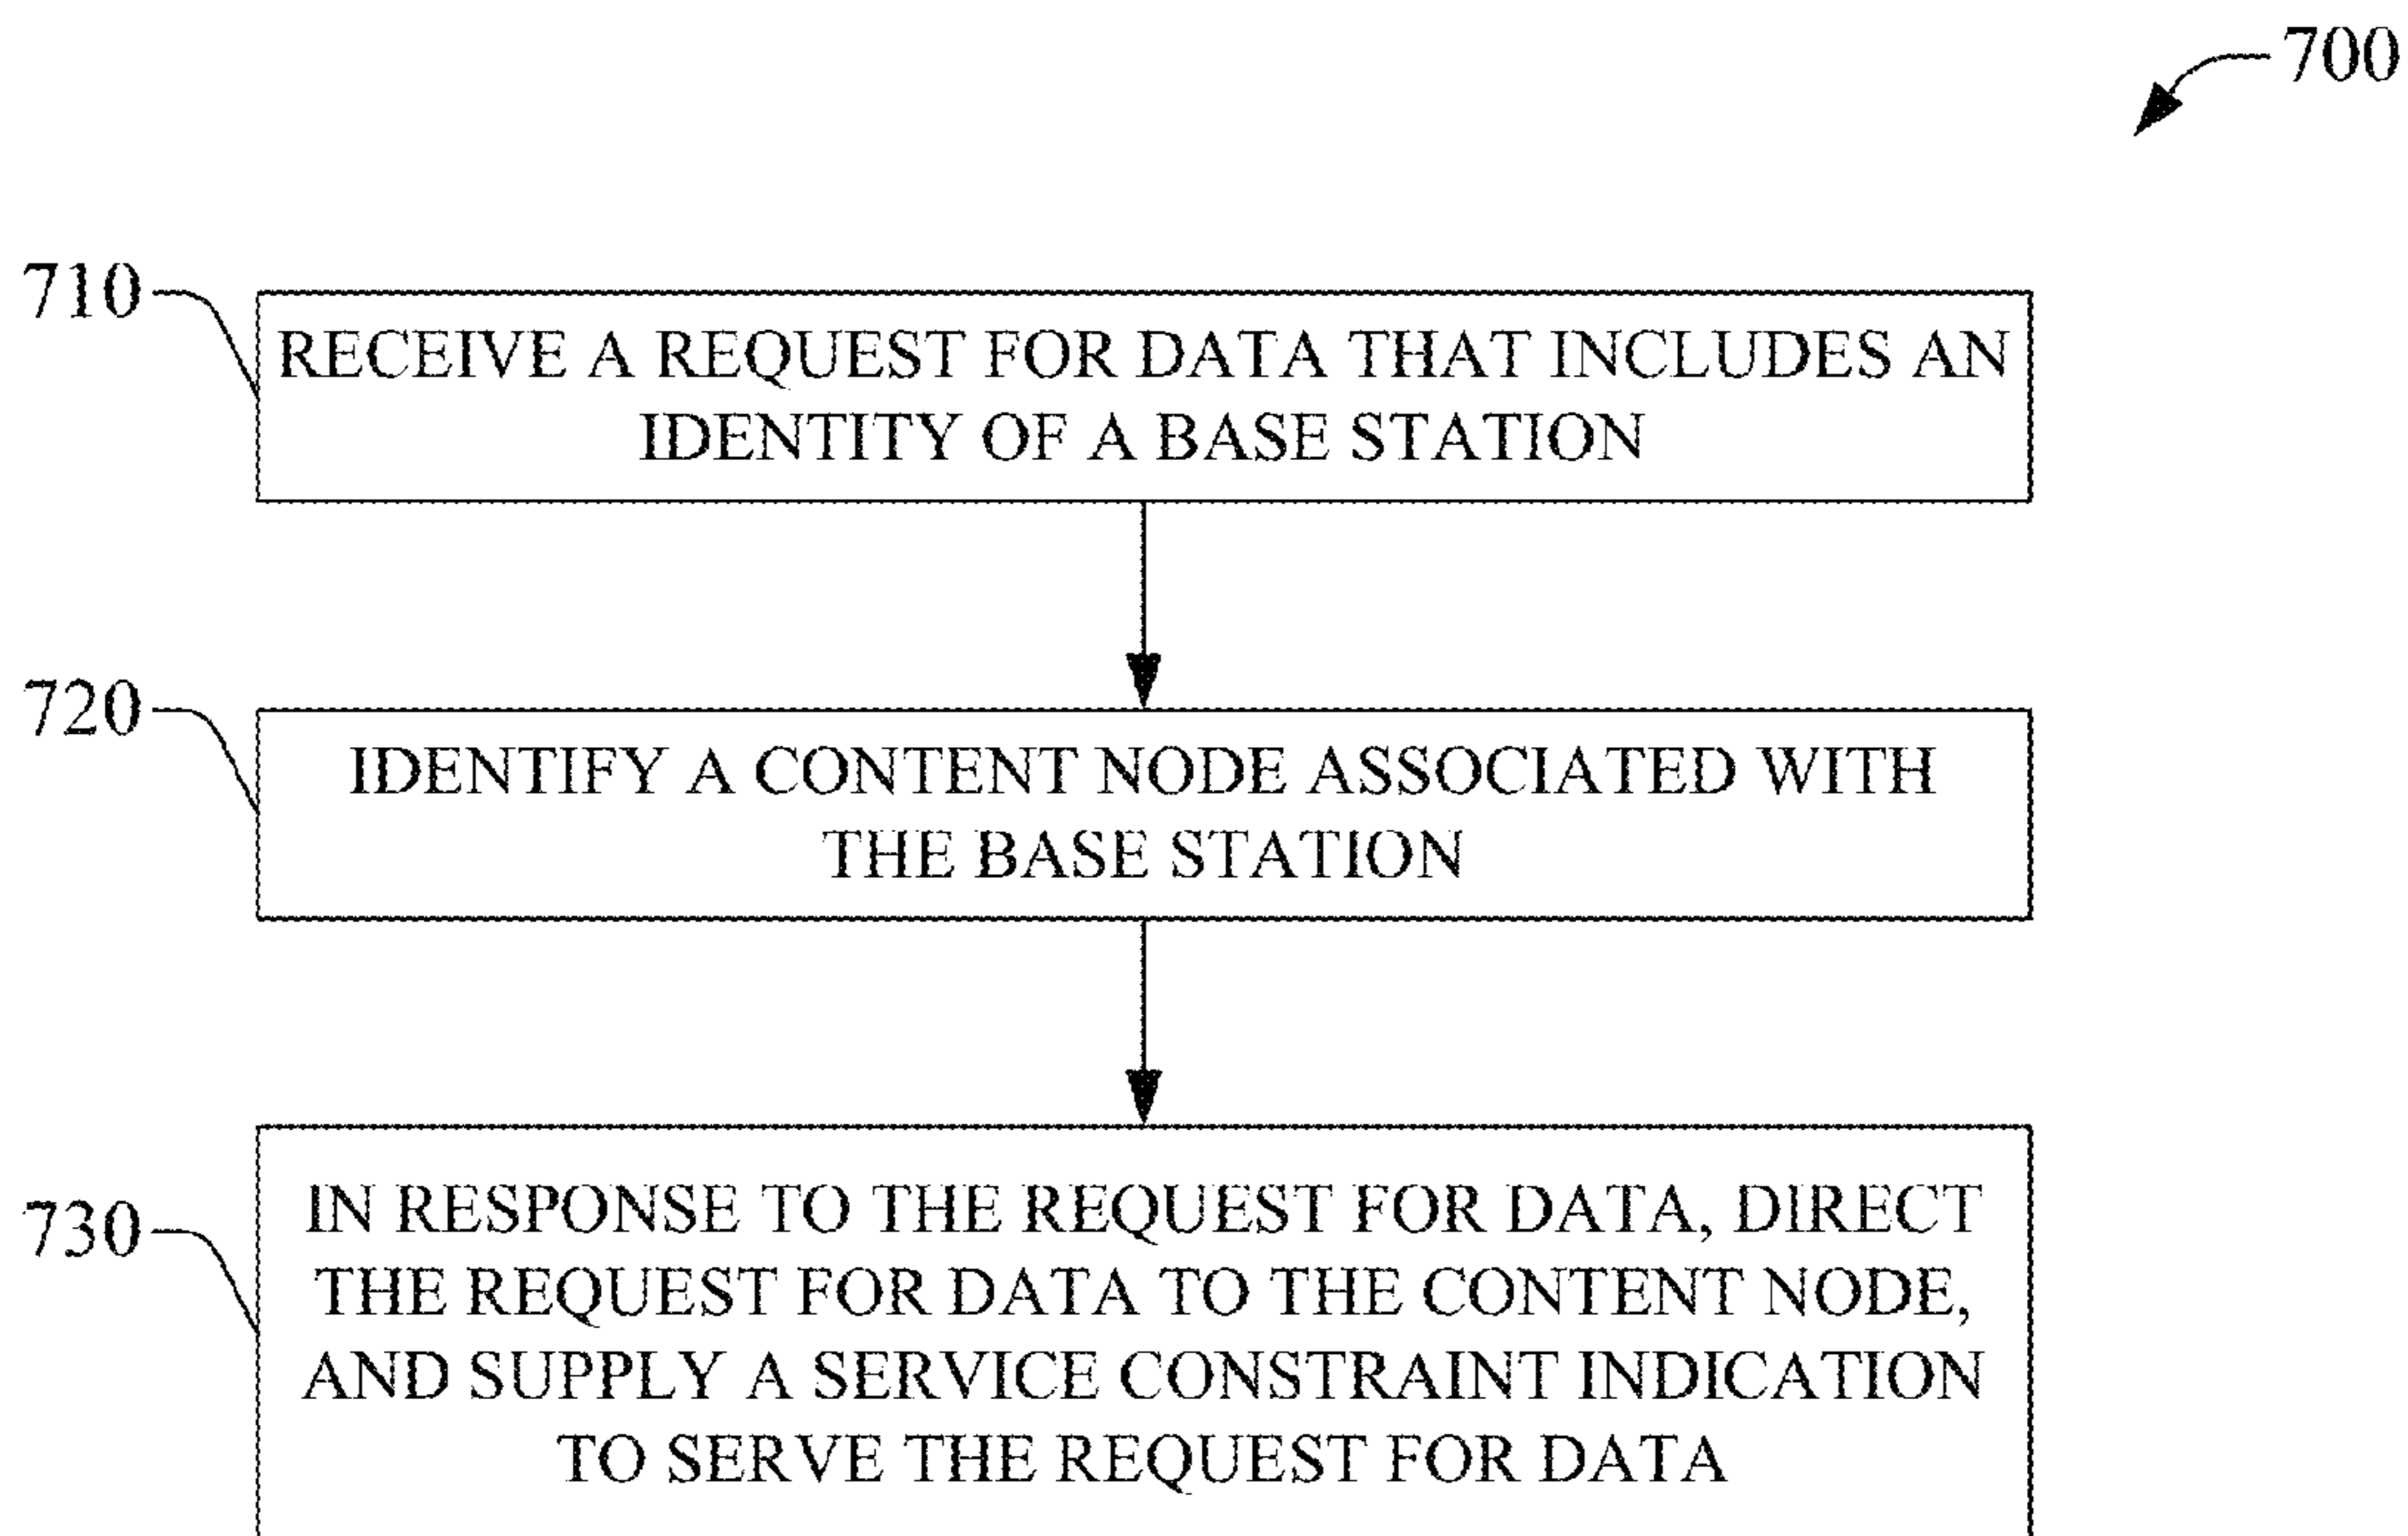 700
710
RECEIVE A REQUEST FOR DATA THAT INCLUDES AN
IDENTITY OF A BASE STATION
720
IDENTIFY A CONTENT NODE ASSOCIATED WITH
THE BASE STATION
730
IN RESPONSE TO THE REQUEST FOR DATA, DIRECT
THE REQUEST FOR DATA TO THE CONTENT NODE,
AND SUPPLY A SERVICE CONSTRAINT INDICATION
TO SERVE THE REQUEST FOR DATA